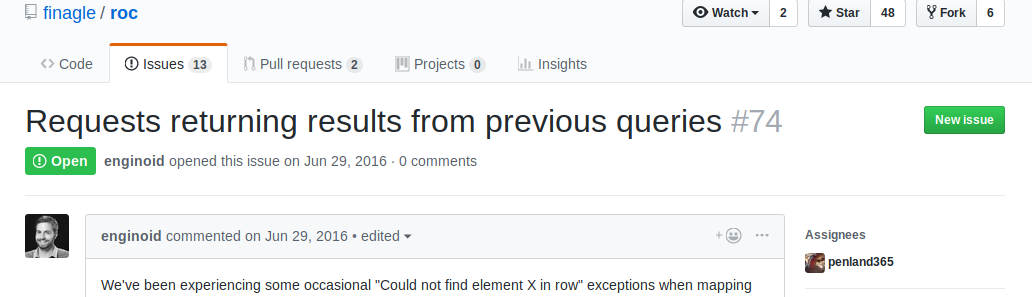 finagle / roc
Watch 2
Star 48
Fork 6
Code
Issues 13
Pull requests 2
Projects 0
Insights
Requests returning results from previous queries #74
New issue
Open enginoid opened this issue on Jun 29, 2016 · 0 comments
enginoid commented on Jun 29, 2016 • edited
Assignees
penland365
We've been experiencing some occasional "Could not find element X in row" exceptions when mapping